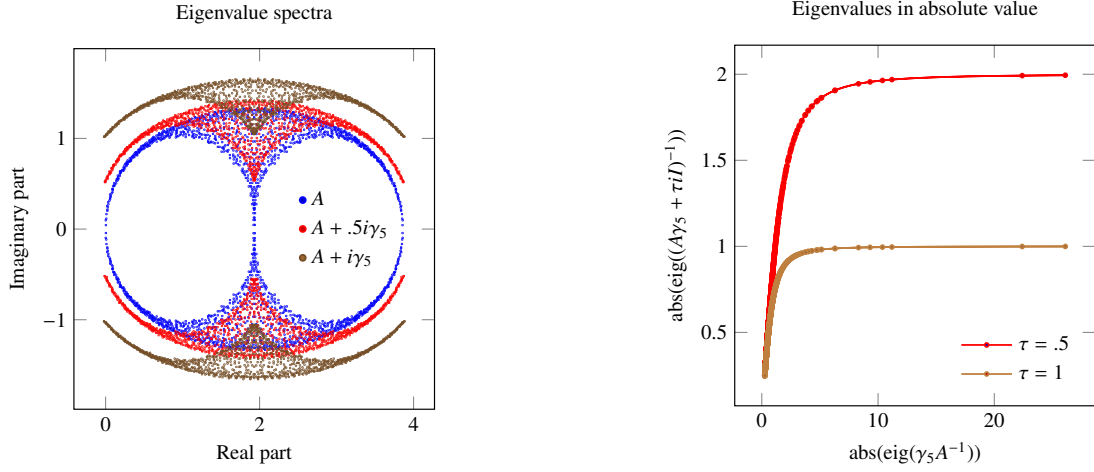 Eigenvalue spectra
1
0
−1
0
2
4
Imaginary part
Real part
A
A + .5iγ₅
A + iγ₅
Eigenvalues in absolute value
2
1.5
1
0.5
0
10
20
abs(eig((Aγ₅ + τiI)⁻¹))
abs(eig(γ₅A⁻¹))
τ = .5
τ = 1